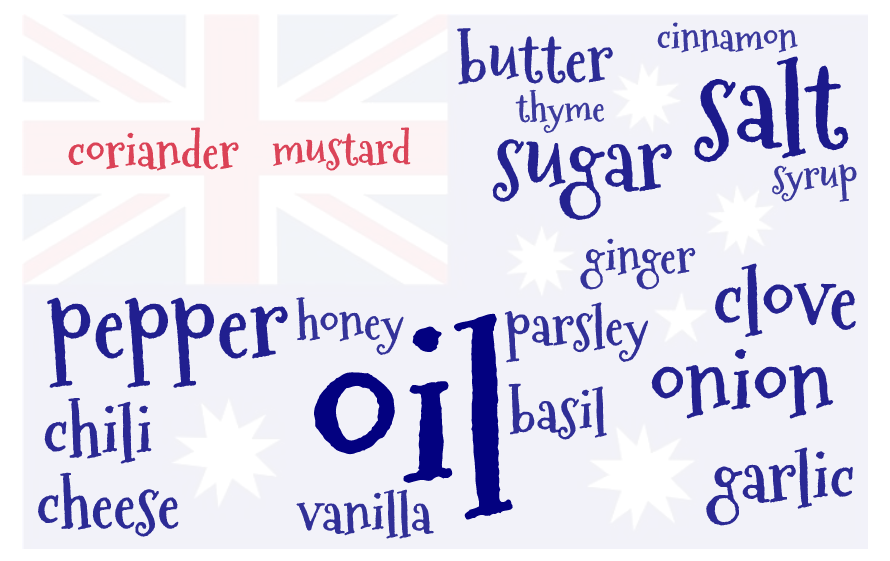 butter
cinnamon
thyme
salt
coriander mustard
sugar
syrup
ginger
pepper
honey
oil
parsley
clove
chili
basil
onion
cheese
vanilla
garlic